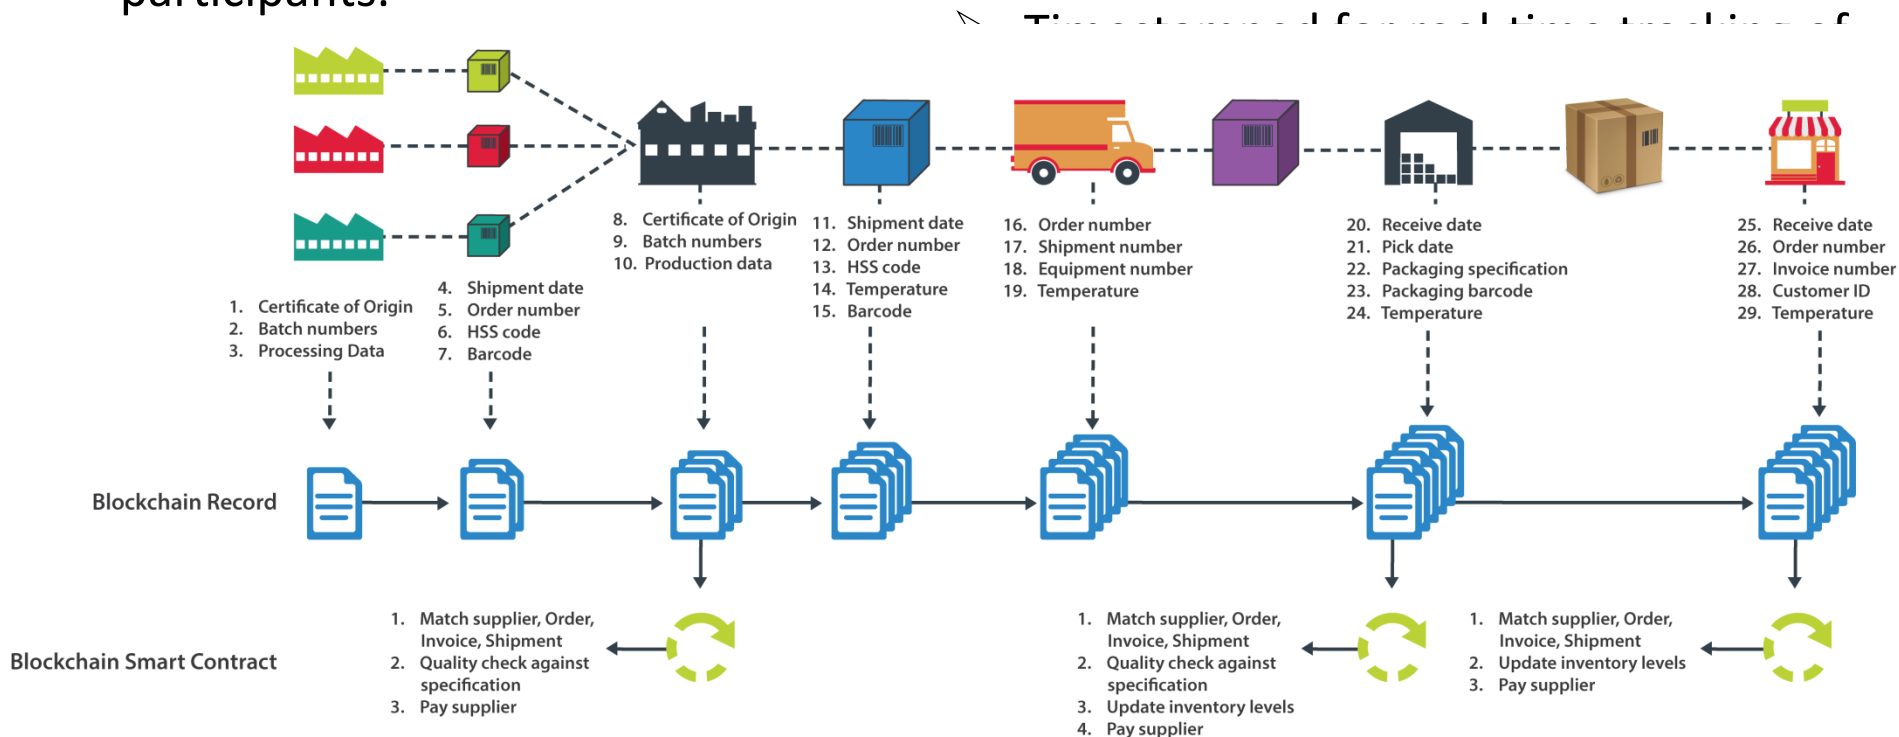 participants.
Timestamped for real-time tracking of
1. Certificate of Origin
2. Batch numbers
3. Processing Data
4. Shipment date
5. Order number
6. HSS code
7. Barcode
8. Certificate of Origin
9. Batch numbers
10. Production data
11. Shipment date
12. Order number
13. HSS code
14. Temperature
15. Barcode
16. Order number
17. Shipment number
18. Equipment number
19. Temperature
20. Receive date
21. Pick date
22. Packaging specification
23. Packaging barcode
24. Temperature
25. Receive date
26. Order number
27. Invoice number
28. Customer ID
29. Temperature
Blockchain Record
Blockchain Smart Contract
1. Match supplier, Order,
Invoice, Shipment
2. Quality check against
specification
3. Pay supplier
1. Match supplier, Order,
Invoice, Shipment
2. Quality check against
specification
3. Update inventory levels
4. Pay supplier
1. Match supplier, Order,
Invoice, Shipment
2. Update inventory levels
3. Pay supplier